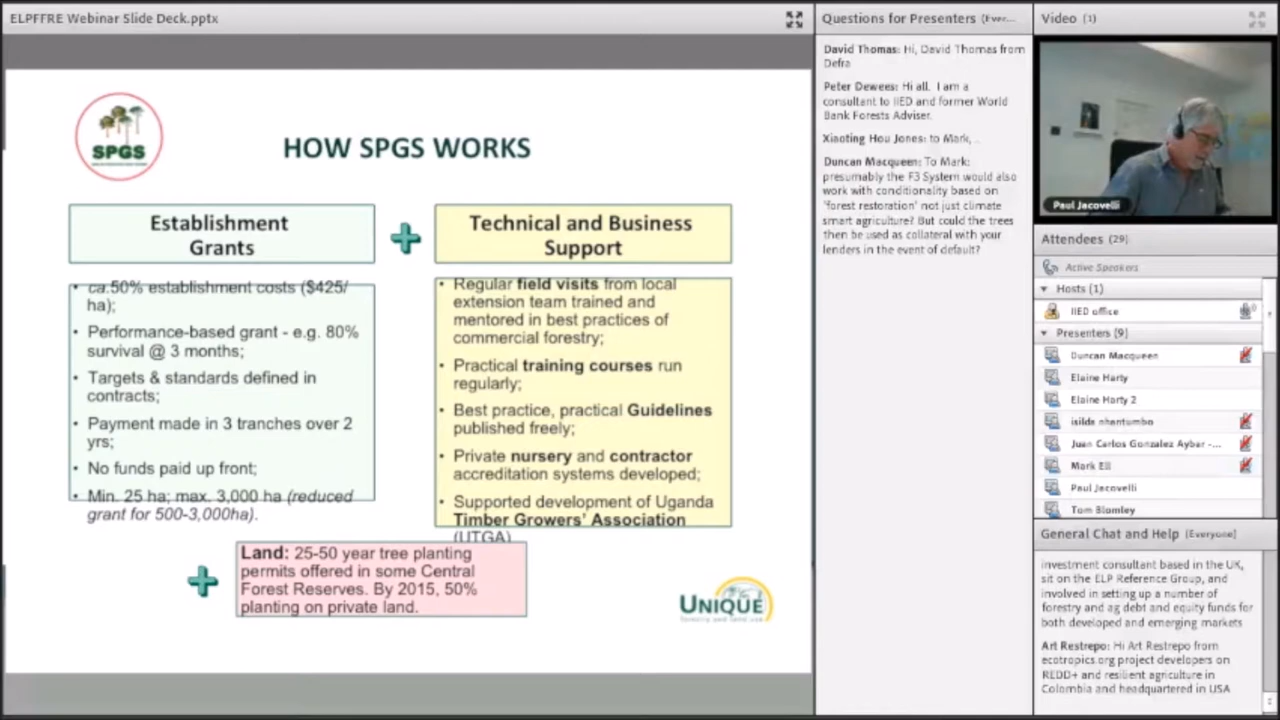 ELPFFRE Webinar Slide Deck.pptx
SPGS
HOW SPGS WORKS
Establishment
Grants
Technical and Business
Support
• ca.50% establishment costs ($425/
ha);
• Performance-based grant - e.g. 80%
survival @ 3 months;
• Targets & standards defined in
contracts;
• Payment made in 3 tranches over 2
yrs;
• No funds paid up front;
• Min. 25 ha; max. 3,000 ha (reduced
grant for 500-3,000ha).
• Regular field visits from local
extension team trained and
mentored in best practices of
commercial forestry;
• Practical training courses run
regularly;
• Best practice, practical Guidelines
published freely;
• Private nursery and contractor
accreditation systems developed;
• Supported development of Uganda
Timber Growers' Association
(UTGA)
Land: 25-50 year tree planting
permits offered in some Central
Forest Reserves. By 2015, 50%
planting on private land.
UNIQUE
forestry and land use
Questions for Presenters (Ever...
David Thomas: Hi, David Thomas from
Defra
Peter Dewees: Hi all. I am a
consultant to IIED and former World
Bank Forests Adviser.
Xiaoting Hou Jones: to Mark, ..
Duncan Macqueen: To Mark:
presumably the F3 System would also
work with conditionality based on
'forest restoration' not just climate
smart agriculture? But could the trees
then be used as collateral with your
lenders in the event of default?
Video (1)
Paul Jacovelli
Attendees (29)
Active Speakers
Hosts (1)
IIED office
Presenters (9)
Duncan Macqueen
Elaine Harty
Elaine Harty 2
isilda nhantumbo
Juan Carlos Gonzalez Aybar -...
Mark Ell
Paul Jacovelli
Tom Blomley
General Chat and Help (Everyone)
investment consultant based in the UK,
sit on the ELP Reference Group, and
involved in setting up a number of
forestry and ag debt and equity funds for
both developed and emerging markets
Art Restrepo: Hi Art Restrepo from
ecotropics.org project developers on
REDD+ and resilient agriculture in
Colombia and headquartered in USA